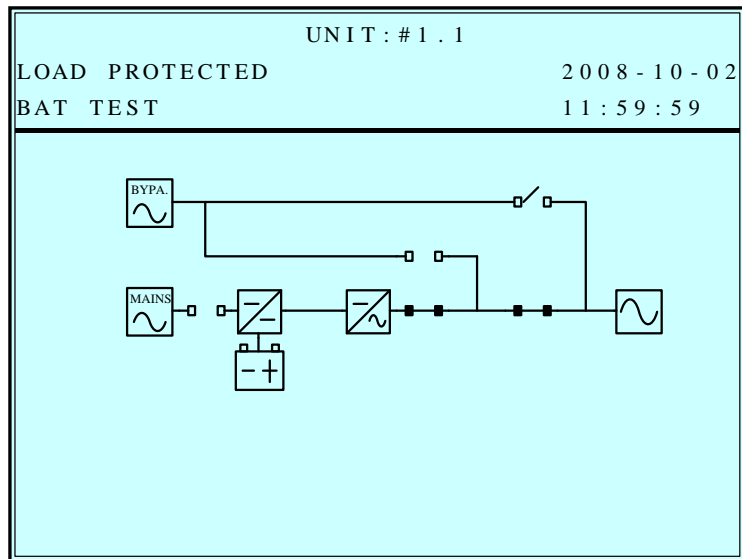 UNIT:#1.1
LOAD PROTECTED 2008-10-02
BAT TEST 11:59:59
BYPA.
MAINS